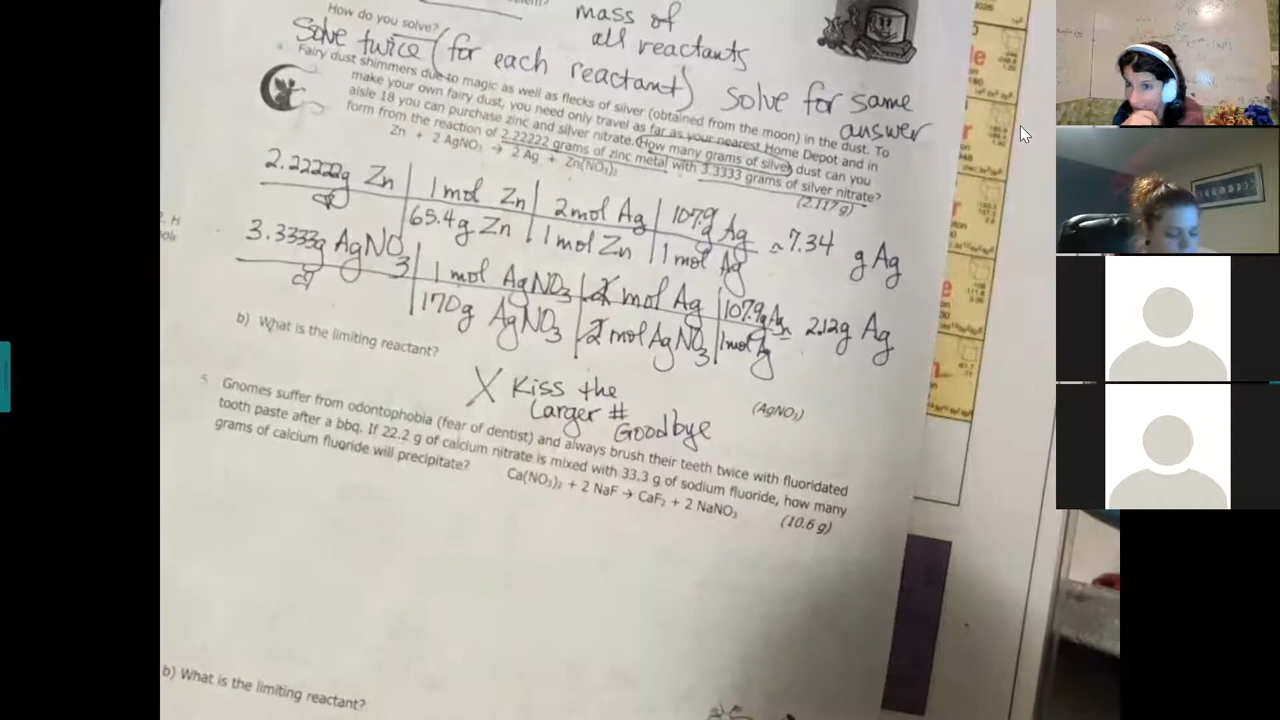 mass of
all reactants
How do you solve?
Solve twice (for each reactant) solve for same
answer
Fairy dust shimmers due to magic as well as flecks of silver (obtained from the moon) in the dust. To
make your own fairy dust, you need only travel as far as your nearest Home Depot and in
aisle 18 you can purchase zinc and silver nitrate. How many grams of silver dust can you
form from the reaction of 2.22222 grams of zinc metal with 3.3333 grams of silver nitrate?
Zn + 2 AgNO₃ → 2 Ag + Zn(NO₃)₂
(2.117 g)
2.22222g Zn | 1 mol Zn | 2 mol Ag | 107.9 g Ag = 7.34 g Ag
65.4 g Zn | 1 mol Zn | 1 mol Ag
3.3333g AgNO3 | 1 mol AgNO3 | 2 mol Ag | 107.9g Ag = 2.12g Ag
170g AgNO3 | 2 mol AgNO3 | 1 mol Ag
b) What is the limiting reactant?
X Kiss the
Larger #
Goodbye
(AgNO₃)
5. Gnomes suffer from odontophobia (fear of dentist) and always brush their teeth twice with fluoridated
tooth paste after a bbq. If 22.2 g of calcium nitrate is mixed with 33.3 g of sodium fluoride, how many
grams of calcium fluoride will precipitate?
Ca(NO₃)₂ + 2 NaF → CaF₂ + 2 NaNO₃
(10.6 g)
b) What is the limiting reactant?